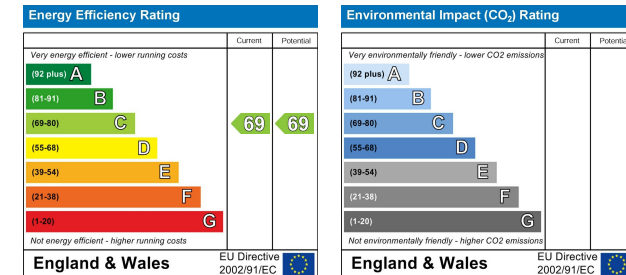 Energy Efficiency Rating
Current Potential
Very energy efficient - lower running costs
(92 plus) A
(81-91) B
(69-80) C 69 69
(55-68) D
(39-54) E
(21-38) F
(1-20) G
Not energy efficient - higher running costs
England & Wales
EU Directive
2002/91/EC
Environmental Impact (CO₂) Rating
Current Potential
Very environmentally friendly - lower CO2 emissions
(92 plus) A
(81-91) B
(69-80) C
(55-68) D
(39-54) E
(21-38) F
(1-20) G
Not environmentally friendly - higher CO2 emissions
England & Wales
EU Directive
2002/91/EC